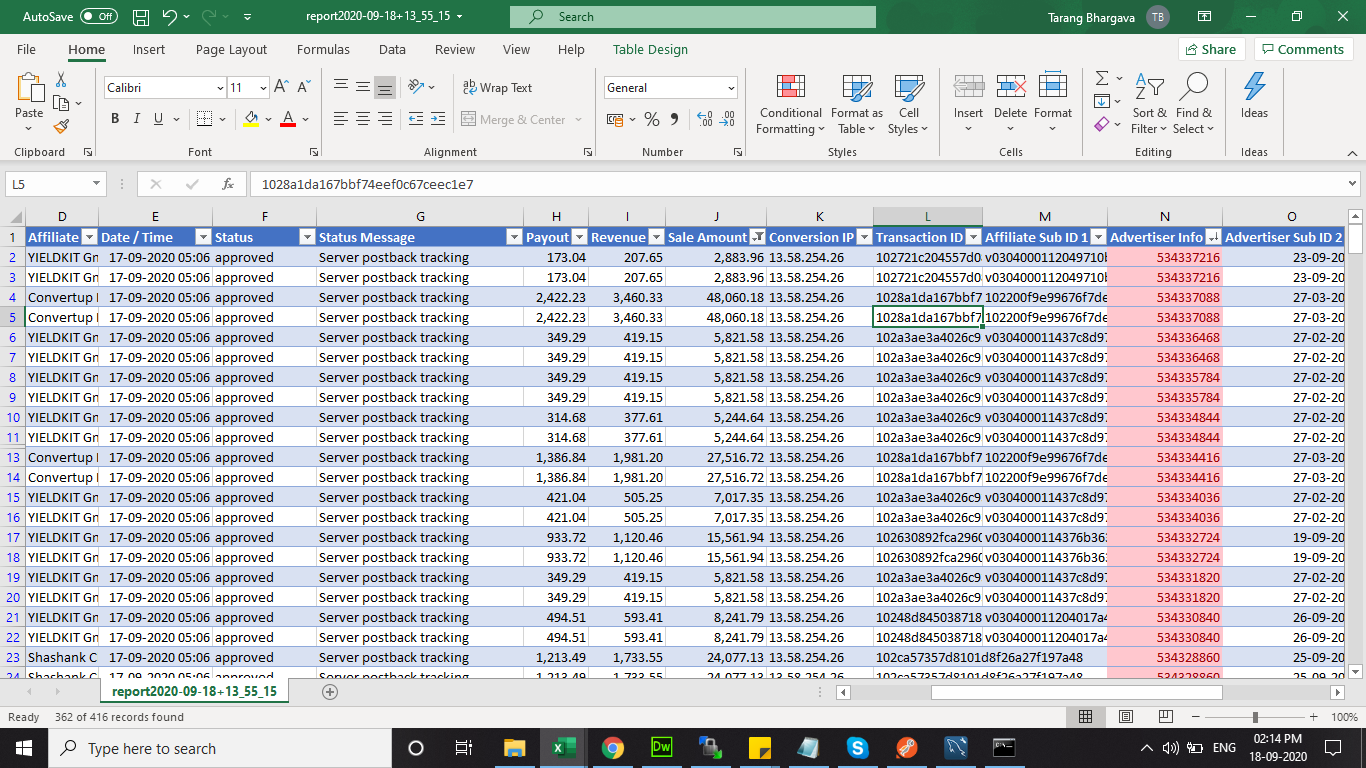 AutoSave Off report2020-09-18+13_55_15 Search Tarang Bhargava TB
File Home Insert Page Layout Formulas Data Review View Help Table Design Share Comments
Paste Calibri 11 A A Wrap Text General Conditional Formatting Format as Table Cell Styles Insert Delete Format Sort & Filter Find & Select Ideas
B I U A Merge & Center % 9
Clipboard Font Alignment Number Styles Cells Editing Ideas
L5 fx 1028a1da167bbf74eef0c67ceec1e7
D E F G H I J K L M N O
1 Affiliate Date / Time Status Status Message Payout Revenue Sale Amount Conversion IP Transaction ID Affiliate Sub ID 1 Advertiser Info Advertiser Sub ID 2
2 YIELDKIT Gn 17-09-2020 05:06 approved Server postback tracking 173.04 207.65 2,883.96 13.58.254.26 102721c204557d0 v0304000112049710b 534337216 23-09-20
3 YIELDKIT Gn 17-09-2020 05:06 approved Server postback tracking 173.04 207.65 2,883.96 13.58.254.26 102721c204557d0 v0304000112049710b 534337216 23-09-20
4 Convertup 17-09-2020 05:06 approved Server postback tracking 2,422.23 3,460.33 48,060.18 13.58.254.26 1028a1da167bbf7 102200f9e99676f7de 534337088 27-03-20
5 Convertup 17-09-2020 05:06 approved Server postback tracking 2,422.23 3,460.33 48,060.18 13.58.254.26 1028a1da167bbf7 102200f9e99676f7de 534337088 27-03-20
6 YIELDKIT Gn 17-09-2020 05:06 approved Server postback tracking 349.29 419.15 5,821.58 13.58.254.26 102a3ae3a4026c9 v030400011437c8d97 534336468 27-02-20
7 YIELDKIT Gn 17-09-2020 05:06 approved Server postback tracking 349.29 419.15 5,821.58 13.58.254.26 102a3ae3a4026c9 v030400011437c8d97 534336468 27-02-20
8 YIELDKIT Gn 17-09-2020 05:06 approved Server postback tracking 349.29 419.15 5,821.58 13.58.254.26 102a3ae3a4026c9 v030400011437c8d97 534335784 27-02-20
9 YIELDKIT Gn 17-09-2020 05:06 approved Server postback tracking 349.29 419.15 5,821.58 13.58.254.26 102a3ae3a4026c9 v030400011437c8d97 534335784 27-02-20
10 YIELDKIT Gn 17-09-2020 05:06 approved Server postback tracking 314.68 377.61 5,244.64 13.58.254.26 102a3ae3a4026c9 v030400011437c8d97 534334844 27-02-20
11 YIELDKIT Gn 17-09-2020 05:06 approved Server postback tracking 314.68 377.61 5,244.64 13.58.254.26 102a3ae3a4026c9 v030400011437c8d97 534334844 27-02-20
13 Convertup 17-09-2020 05:06 approved Server postback tracking 1,386.84 1,981.20 27,516.72 13.58.254.26 1028a1da167bbf7 102200f9e99676f7de 534334416 27-03-20
14 Convertup 17-09-2020 05:06 approved Server postback tracking 1,386.84 1,981.20 27,516.72 13.58.254.26 1028a1da167bbf7 102200f9e99676f7de 534334416 27-03-20
15 YIELDKIT Gn 17-09-2020 05:06 approved Server postback tracking 421.04 505.25 7,017.35 13.58.254.26 102a3ae3a4026c9 v030400011437c8d97 534334036 27-02-20
16 YIELDKIT Gn 17-09-2020 05:06 approved Server postback tracking 421.04 505.25 7,017.35 13.58.254.26 102a3ae3a4026c9 v030400011437c8d97 534334036 27-02-20
17 YIELDKIT Gn 17-09-2020 05:06 approved Server postback tracking 933.72 1,120.46 15,561.94 13.58.254.26 102630892fca2960 v0304000114376b36 534332724 19-09-20
18 YIELDKIT Gn 17-09-2020 05:06 approved Server postback tracking 933.72 1,120.46 15,561.94 13.58.254.26 102630892fca2960 v0304000114376b36 534332724 19-09-20
19 YIELDKIT Gn 17-09-2020 05:06 approved Server postback tracking 349.29 419.15 5,821.58 13.58.254.26 102a3ae3a4026c9 v030400011437c8d97 534331820 27-02-20
20 YIELDKIT Gn 17-09-2020 05:06 approved Server postback tracking 349.29 419.15 5,821.58 13.58.254.26 102a3ae3a4026c9 v030400011437c8d97 534331820 27-02-20
21 YIELDKIT Gn 17-09-2020 05:06 approved Server postback tracking 494.51 593.41 8,241.79 13.58.254.26 10248d845038718 v03040001204017a4 534330840 26-09-20
22 YIELDKIT Gn 17-09-2020 05:06 approved Server postback tracking 494.51 593.41 8,241.79 13.58.254.26 10248d845038718 v03040001204017a4 534330840 26-09-20
23 Shashank C 17-09-2020 05:06 approved Server postback tracking 1,213.49 1,733.55 24,077.13 13.58.254.26 102ca57357d8101d8f26a27f197a48 534328860 25-09-20
24 Shashank C 17-09-2020 05:06 approved Server postback tracking 1,213.49 1,733.55 24,077.13 13.58.254.26 102ca57357d8101d8f26a27f197a48 534328860 25-09-20
report2020-09-18+13_55_15
Ready 362 of 416 records found 100%
Type here to search Dw ENG 02:14 PM
18-09-2020